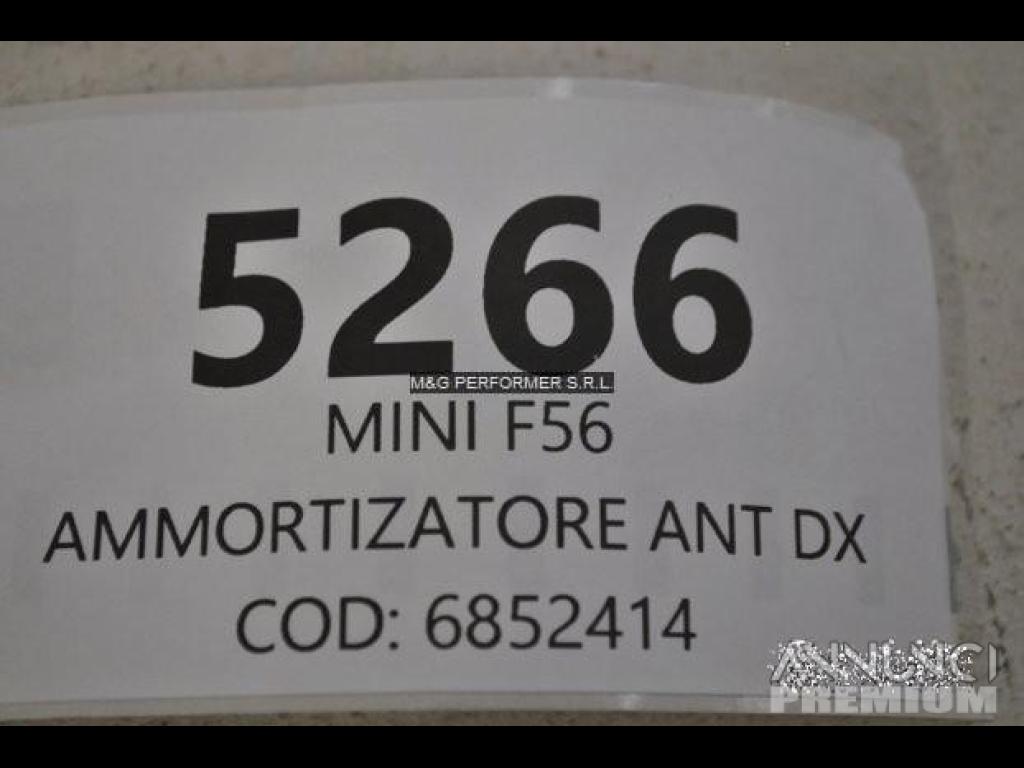 5266
M&G PERFORMER S.R.L.
MINI F56
AMMORTIZATORE ANT DX
COD: 6852414
ANNUNCI
PREMIUM